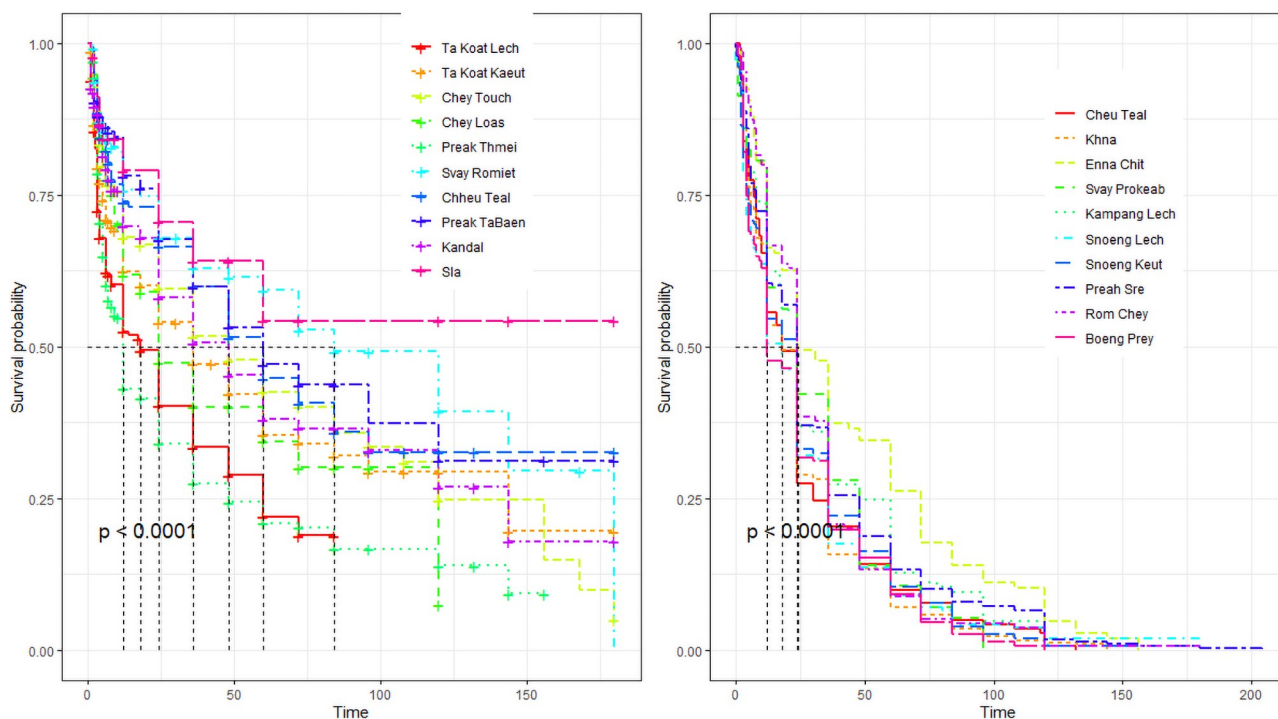 Survival probability
1.00
0.75
0.50
0.25
0.00
Ta Koat Lech
Ta Koat Kaeut
Chey Touch
Chey Loas
Preak Thmei
Svay Romiet
Chheu Teal
Preak TaBaen
Kandal
Sla
p < 0.0001
0
50
100
150
Time
Survival probability
1.00
0.75
0.50
0.25
0.00
Cheu Teal
Khna
Enna Chit
Svay Prokeab
Kampang Lech
Snoeng Lech
Snoeng Keut
Preah Sre
Rom Chey
Boeng Prey
p < 0.0001
0
50
100
150
200
Time